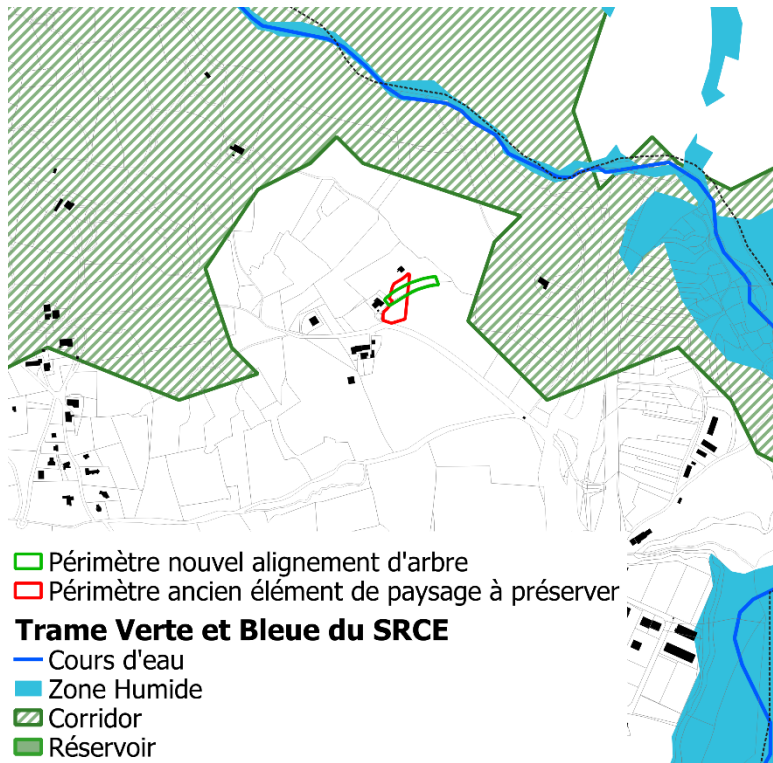 Périmètre nouvel alignement d'arbre
Périmètre ancien élément de paysage à préserver
Trame Verte et Bleue du SRCE
Cours d'eau
Zone Humide
Corridor
Réservoir